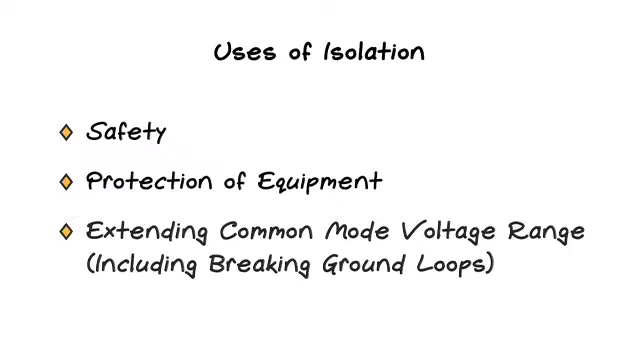 Uses of Isolation
Safety
Protection of Equipment
Extending Common Mode Voltage Range
(Including Breaking Ground Loops)